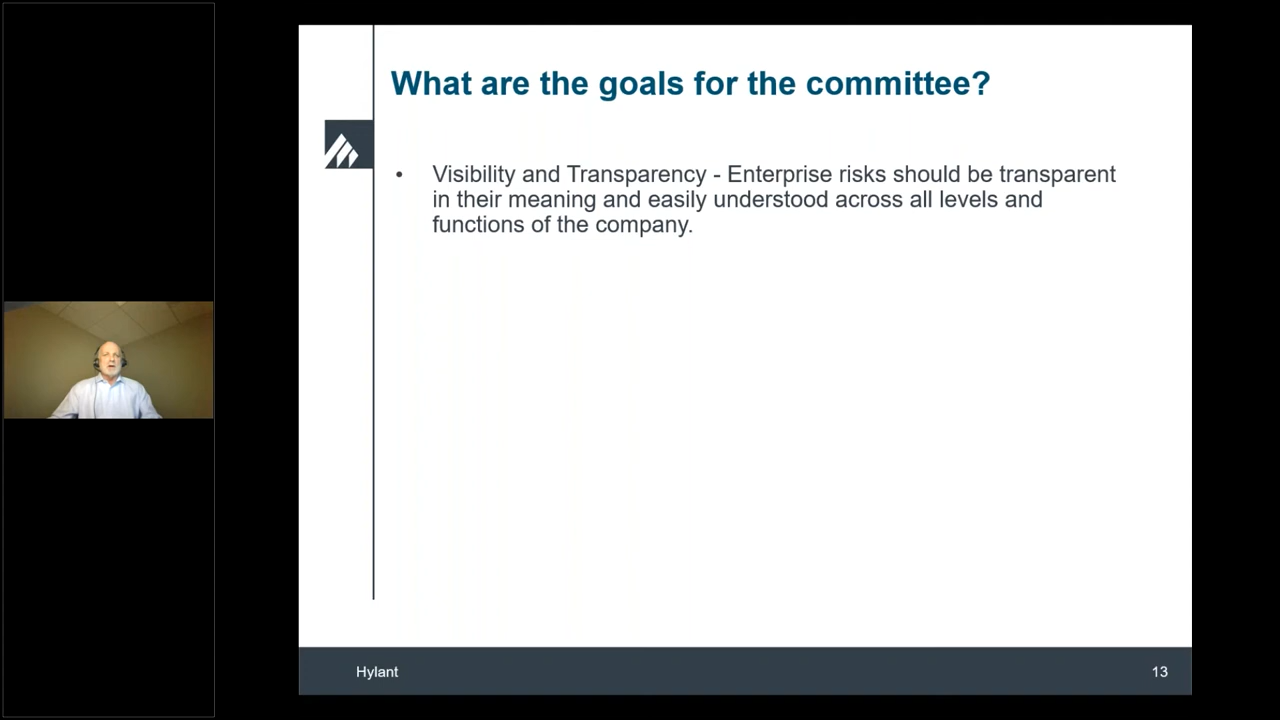 What are the goals for the committee?
• Visibility and Transparency - Enterprise risks should be transparent
in their meaning and easily understood across all levels and
functions of the company.
Hylant
13